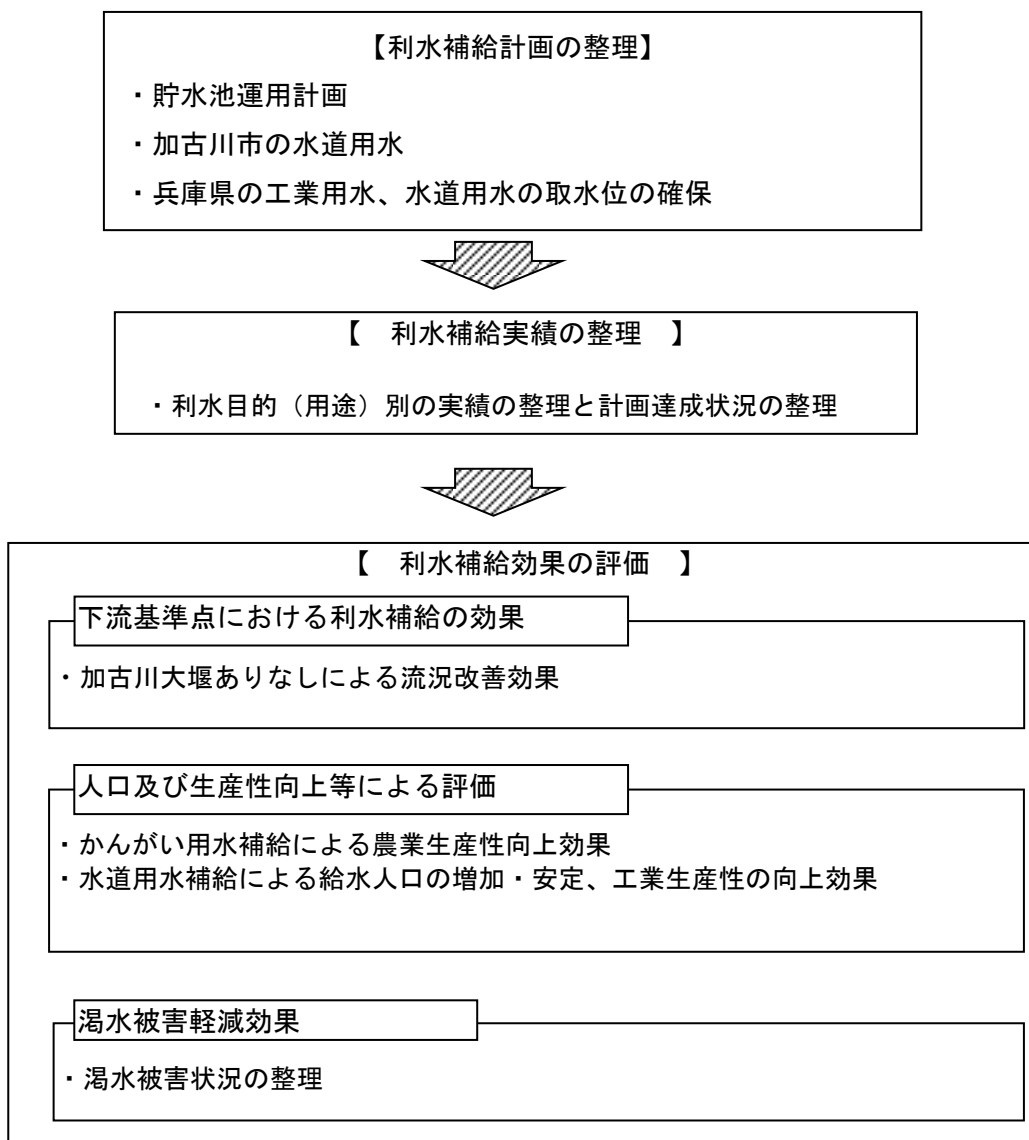 【利水補給計画の整理】
・貯水池運用計画
・加古川市の水道用水
・兵庫県の工業用水、水道用水の取水位の確保
【　利水補給実績の整理　】
・利水目的（用途）別の実績の整理と計画達成状況の整理
【　利水補給効果の評価　】
下流基準点における利水補給の効果
・加古川大堰ありなしによる流況改善効果
人口及び生産性向上等による評価
・かんがい用水補給による農業生産性向上効果
・水道用水補給による給水人口の増加・安定、工業生産性の向上効果
渇水被害軽減効果
・渇水被害状況の整理